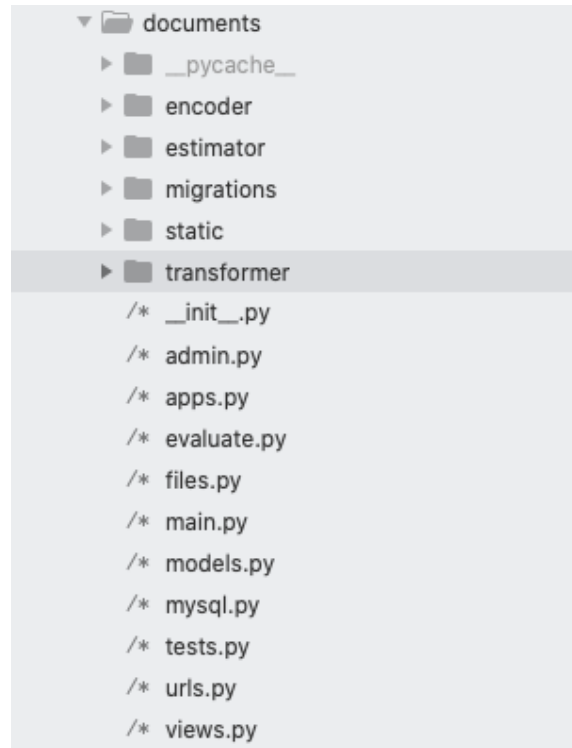 documents
__pycache__
encoder
estimator
migrations
static
transformer
/* __init__.py
/* admin.py
/* apps.py
/* evaluate.py
/* files.py
/* main.py
/* models.py
/* mysql.py
/* tests.py
/* urls.py
/* views.py